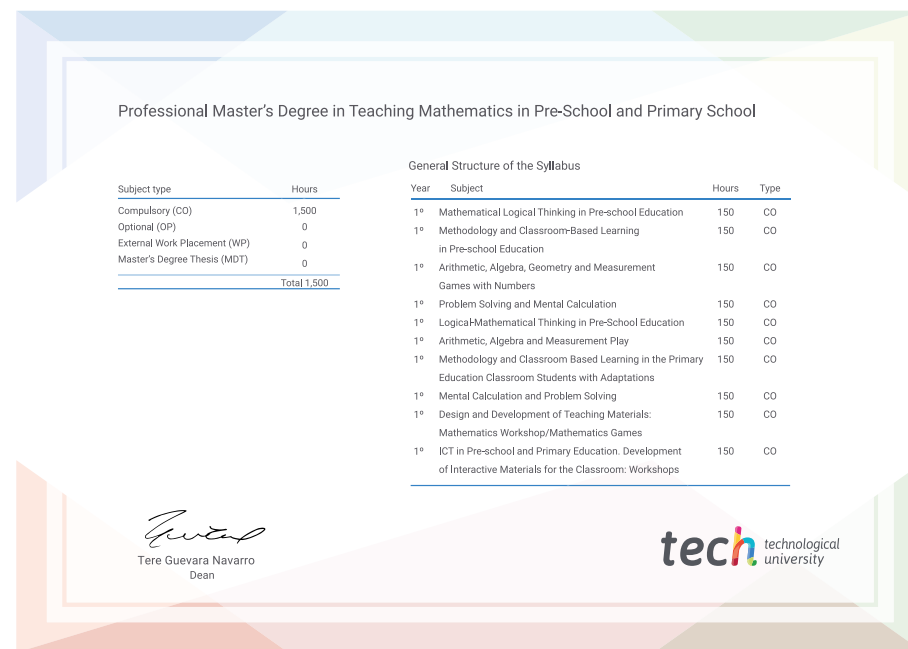 Professional Master's Degree in Teaching Mathematics in Pre-School and Primary School
Subject type Hours
Compulsory (CO) 1,500
Optional (OP) 0
External Work Placement (WP) 0
Master's Degree Thesis (MDT) 0
Total 1,500
General Structure of the Syllabus
Year Subject Hours Type
1º Mathematical Logical Thinking in Pre-school Education 150 CO
1º Methodology and Classroom-Based Learning 150 CO
in Pre-school Education
1º Arithmetic, Algebra, Geometry and Measurement 150 CO
Games with Numbers
1º Problem Solving and Mental Calculation 150 CO
1º Logical-Mathematical Thinking in Pre-School Education 150 CO
1º Arithmetic, Algebra and Measurement Play 150 CO
1º Methodology and Classroom Based Learning in the Primary 150 CO
Education Classroom Students with Adaptations
1º Mental Calculation and Problem Solving 150 CO
1º Design and Development of Teaching Materials: 150 CO
Mathematics Workshop/Mathematics Games
1º ICT in Pre-school and Primary Education. Development 150 CO
of Interactive Materials for the Classroom: Workshops
Tere Guevara Navarro
Dean
tech technological
university